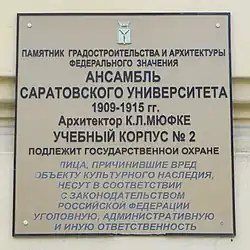 ПАМЯТНИК ГРАДОСТРОИТЕЛЬСТВА И АРХИТЕКТУРЫ
ФЕДЕРАЛЬНОГО ЗНАЧЕНИЯ
АНСАМБЛЬ
САРАТОВСКОГО УНИВЕРСИТЕТА
1909-1915 гг.
Архитектор К.Л.МЮФКЕ
УЧЕБНЫЙ КОРПУС № 2
ПОДЛЕЖИТ ГОСУДАРСТВЕННОЙ ОХРАНЕ
ЛИЦА, ПРИЧИНИВШИЕ ВРЕД
ОБЪЕКТУ КУЛЬТУРНОГО НАСЛЕДИЯ,
НЕСУТ В СООТВЕТСТВИИ
С ЗАКОНОДАТЕЛЬСТВОМ
РОССИЙСКОЙ ФЕДЕРАЦИИ
УГОЛОВНУЮ, АДМИНИСТРАТИВНУЮ
И ИНУЮ ОТВЕТСТВЕННОСТЬ